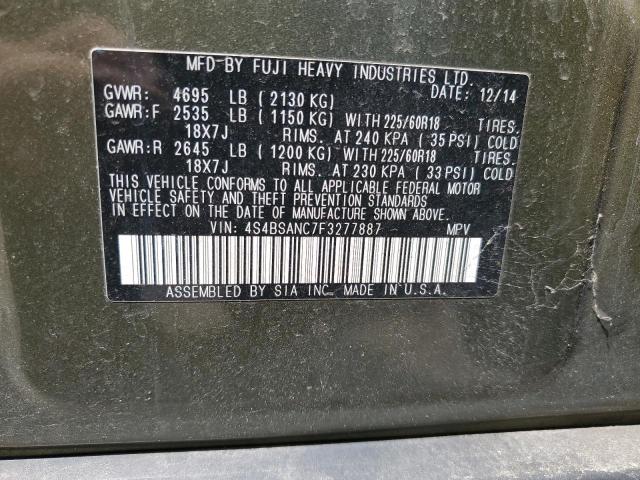 MFD BY FUJI HEAVY INDUSTRIES LTD.
GVWR: 4695 LB ( 2130 KG) DATE: 12/14
GAWR:F 2535 LB ( 1150 KG) WITH 225/60R18 TIRES.
18X7J RIMS. AT 240 KPA ( 35 PSI) COLD
GAWR:R 2645 LB ( 1200 KG) WITH 225/60R18 TIRES.
18X7J RIMS. AT 230 KPA ( 33 PSI) COLD
THIS VEHICLE CONFORMS TO ALL APPLICABLE FEDERAL MOTOR
VEHICLE SAFETY AND THEFT PREVENTION STANDARDS IN
EFFECT ON THE DATE OF MANUFACTURE SHOWN ABOVE.
VIN: 4S4BSANC7F3277887 MPV
ASSEMBLED BY SIA INC. MADE IN U.S.A.